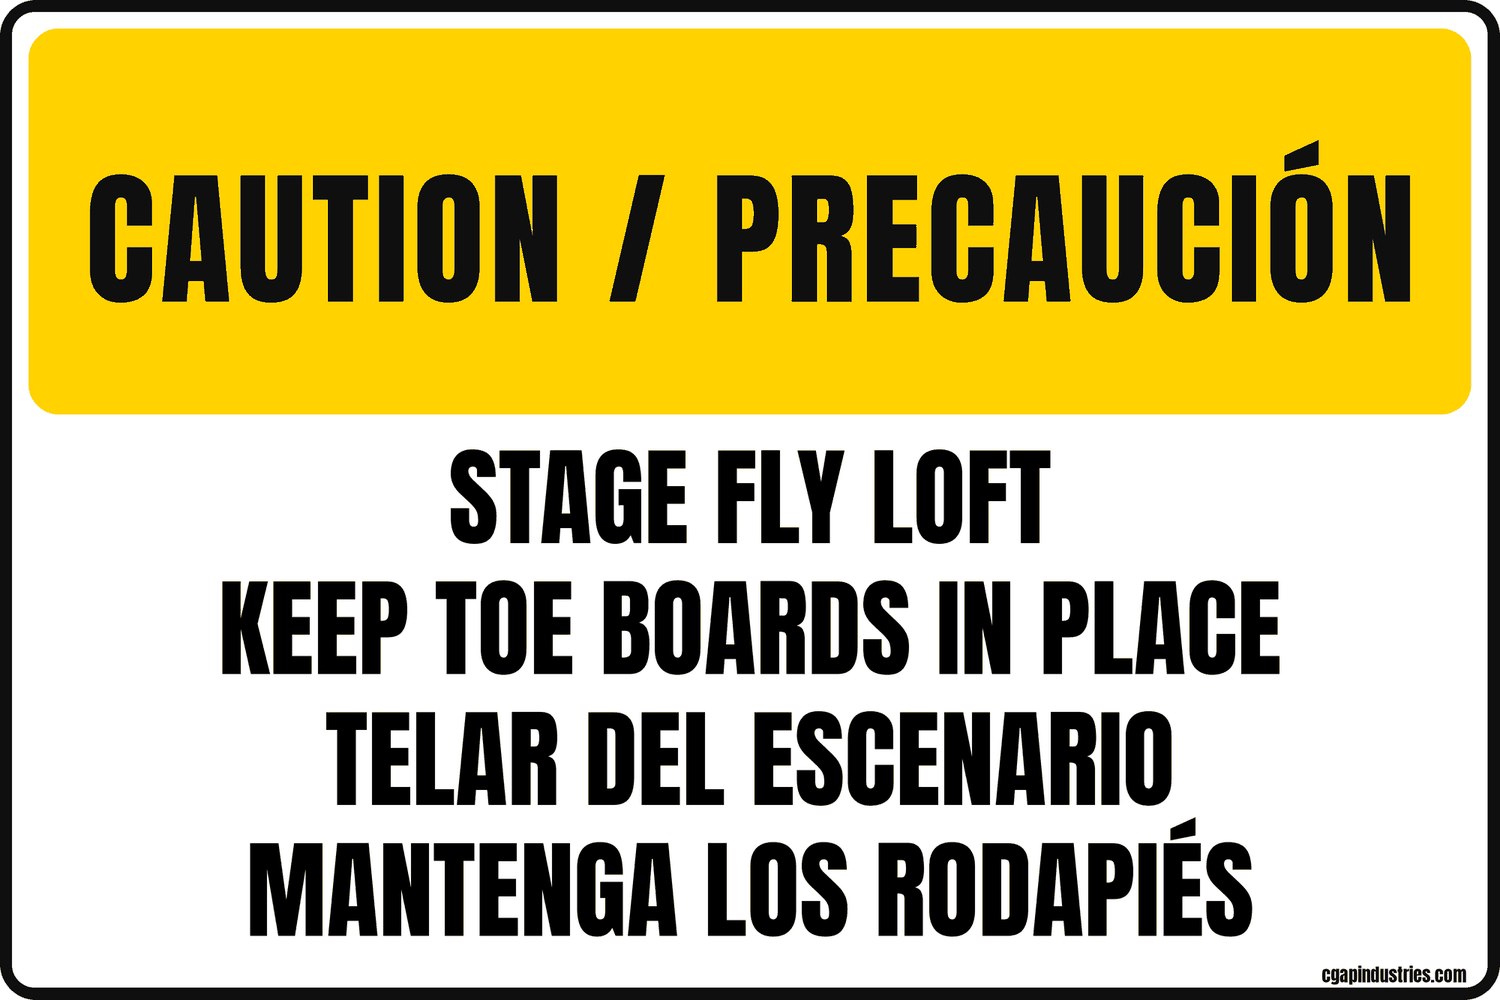 CAUTION / PRECAUCIÓN
STAGE FLY LOFT
KEEP TOE BOARDS IN PLACE
TELAR DEL ESCENARIO
MANTENGA LOS RODAPIÉS
cgapindustries.com